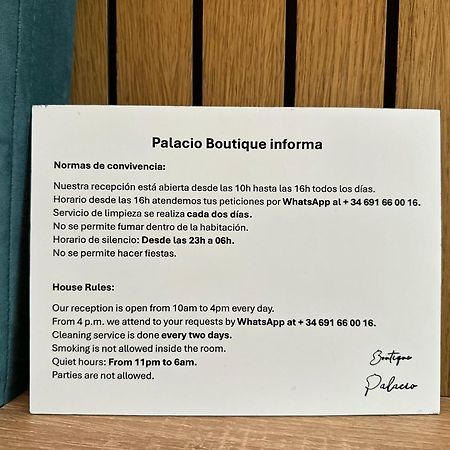 Palacio Boutique informa
Normas de convivencia:
Nuestra recepción está abierta desde las 10h hasta las 16h todos los días.
Horario desde las 16h atendemos tus peticiones por WhatsApp al + 34 691 66 00 16.
Servicio de limpieza se realiza cada dos días.
No se permite fumar dentro de la habitación.
Horario de silencio: Desde las 23h a 06h.
No se permite hacer fiestas.
House Rules:
Our reception is open from 10am to 4pm every day.
From 4 p.m. we attend to your requests by WhatsApp at + 34 691 66 00 16.
Cleaning service is done every two days.
Smoking is not allowed inside the room.
Quiet hours: From 11pm to 6am.
Parties are not allowed.
Boutique
Palacio